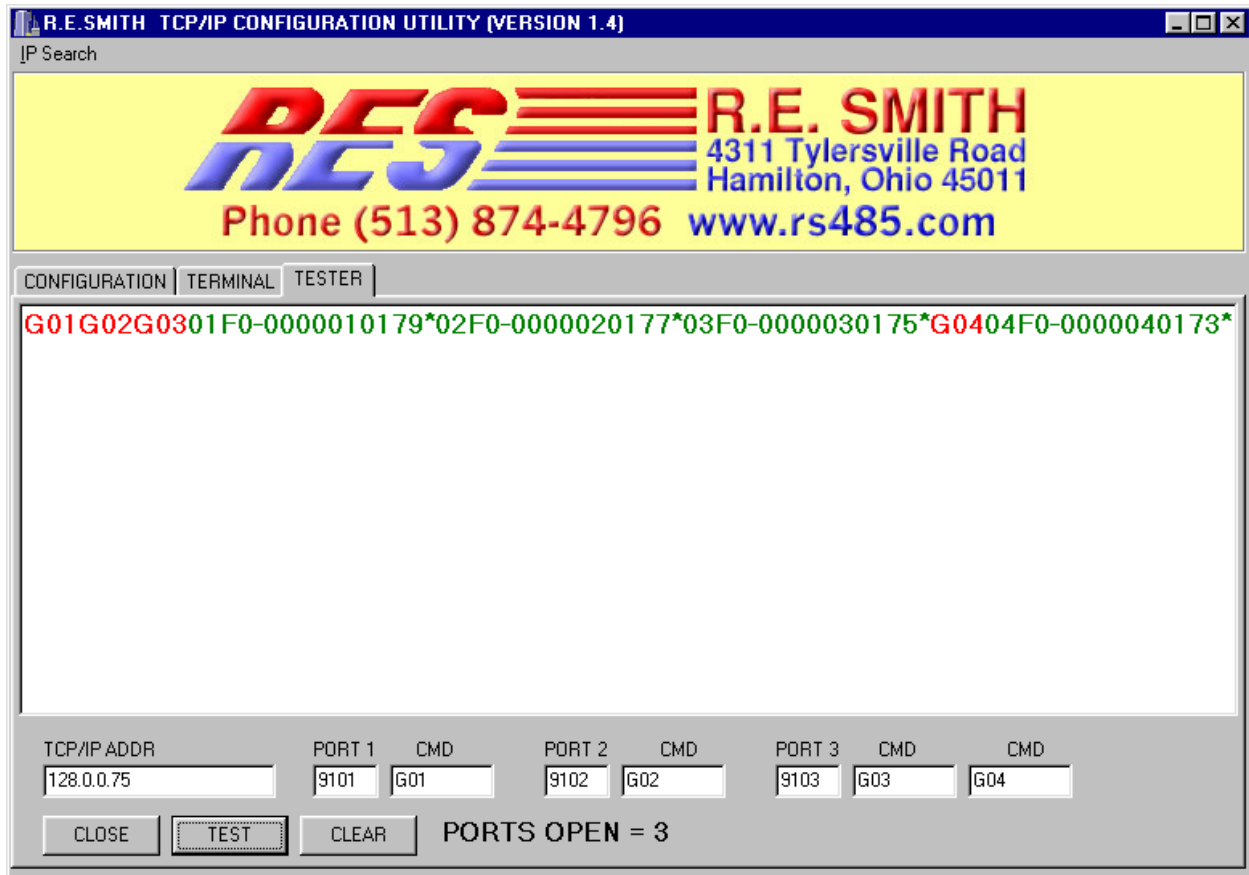 R.E.SMITH TCP/IP CONFIGURATION UTILITY (VERSION 1.4)
IP Search
RES
R.E. SMITH
4311 Tylersville Road
Hamilton, Ohio 45011
Phone (513) 874-4796 www.rs485.com
CONFIGURATION TERMINAL TESTER
G01G02G0301F0-0000010179*02F0-0000020177*03F0-0000030175*G0404F0-0000040173*
TCP/IP ADDR PORT 1 CMD PORT 2 CMD PORT 3 CMD CMD
128.0.0.75 9101 G01 9102 G02 9103 G03 G04
CLOSE TEST CLEAR PORTS OPEN = 3